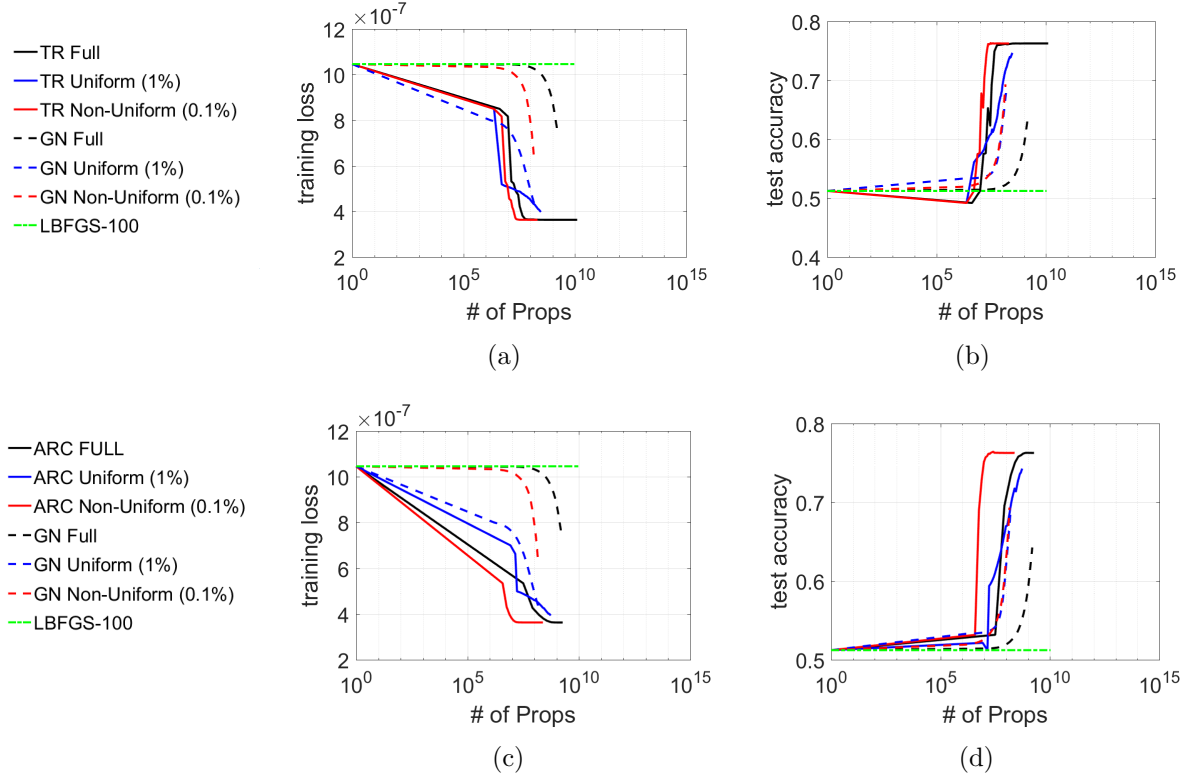 TR Full
TR Uniform (1%)
TR Non-Uniform (0.1%)
GN Full
GN Uniform (1%)
GN Non-Uniform (0.1%)
LBFGS-100
×10^-7
12
10
8
6
4
2
training loss
10^0
10^5
10^10
10^15
# of Props
(a)
0.8
0.7
0.6
0.5
0.4
test accuracy
10^0
10^5
10^10
10^15
# of Props
(b)
ARC FULL
ARC Uniform (1%)
ARC Non-Uniform (0.1%)
GN Full
GN Uniform (1%)
GN Non-Uniform (0.1%)
LBFGS-100
×10^-7
12
10
8
6
4
2
training loss
10^0
10^5
10^10
10^15
# of Props
(c)
0.8
0.7
0.6
0.5
test accuracy
10^0
10^5
10^10
10^15
# of Props
(d)